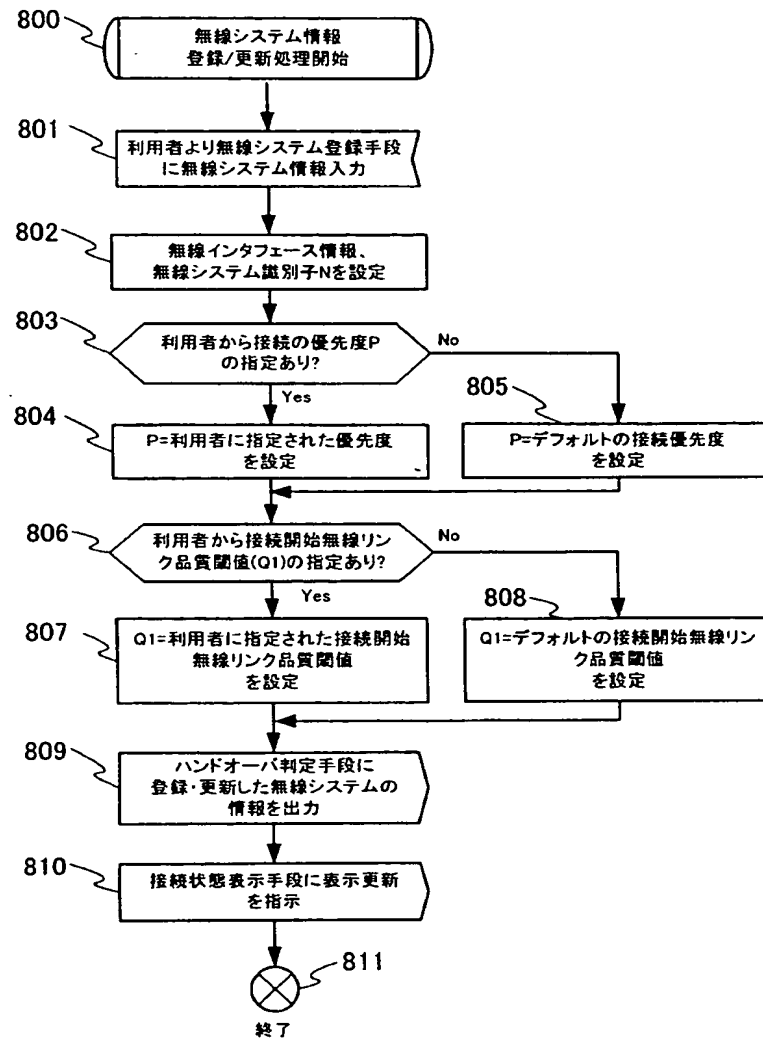 800
無線システム情報
登録/更新処理開始
801
利用者より無線システム登録手段
に無線システム情報入力
802
無線インタフェース情報、
無線システム識別子Nを設定
803
利用者から接続の優先度P
の指定あり?
No
Yes
804
P=利用者に指定された優先度
を設定
805
P=デフォルトの接続優先度
を設定
806
利用者から接続開始無線リン
ク品質閾値(Q1)の指定あり?
No
Yes
807
Q1=利用者に指定された接続開始
無線リンク品質閾値
を設定
808
Q1=デフォルトの接続開始無線リン
ク品質閾値
を設定
809
ハンドオーバ判定手段に
登録・更新した無線システムの
情報を出力
810
接続状態表示手段に表示更新
を指示
811
終了